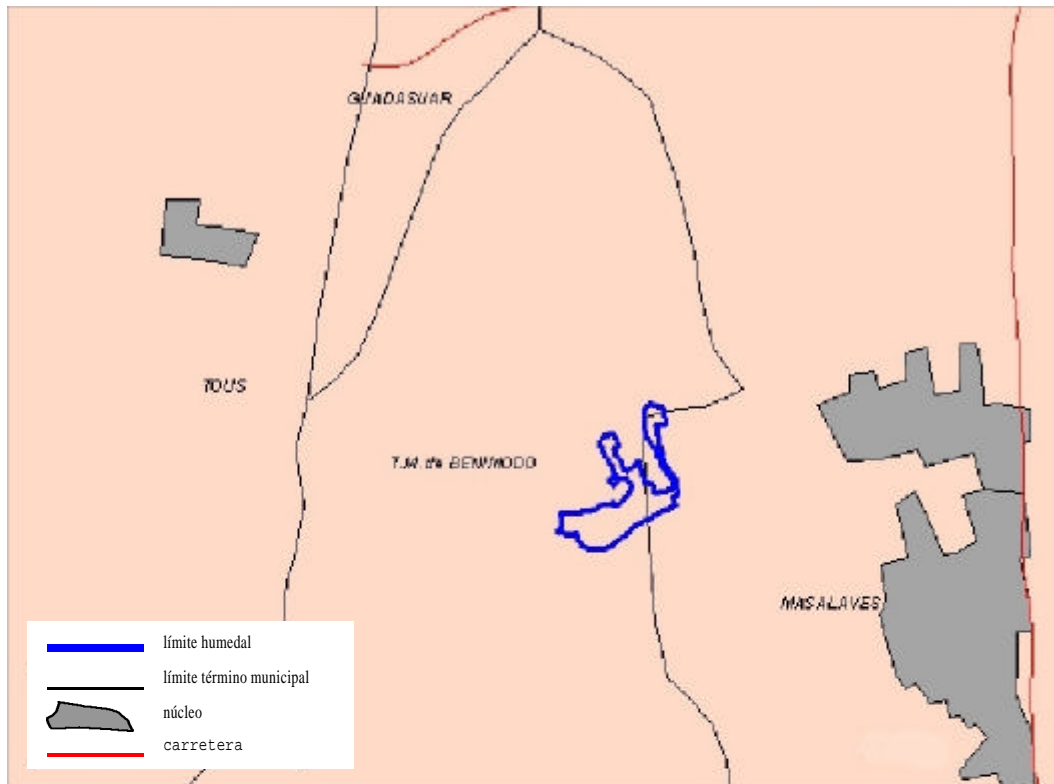 GUADASUAR
TOUS
T.M. de BENIMODO
MASALAVES
límite humedal
límite término municipal
núcleo
carretera